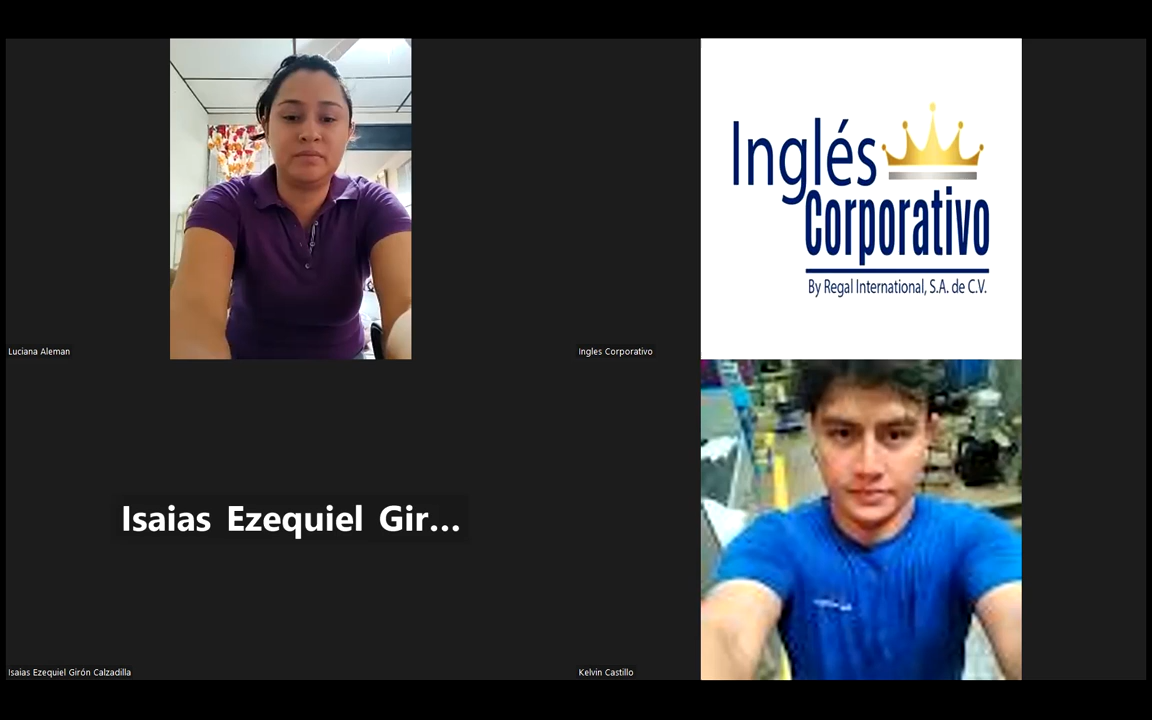 Inglés
Corporativo
By Regal International, S.A. de C.V.
Luciana Aleman
Ingles Corporativo
Isaias Ezequiel Gir...
Isaias Ezequiel Girón Calzadilla
Kelvin Castillo